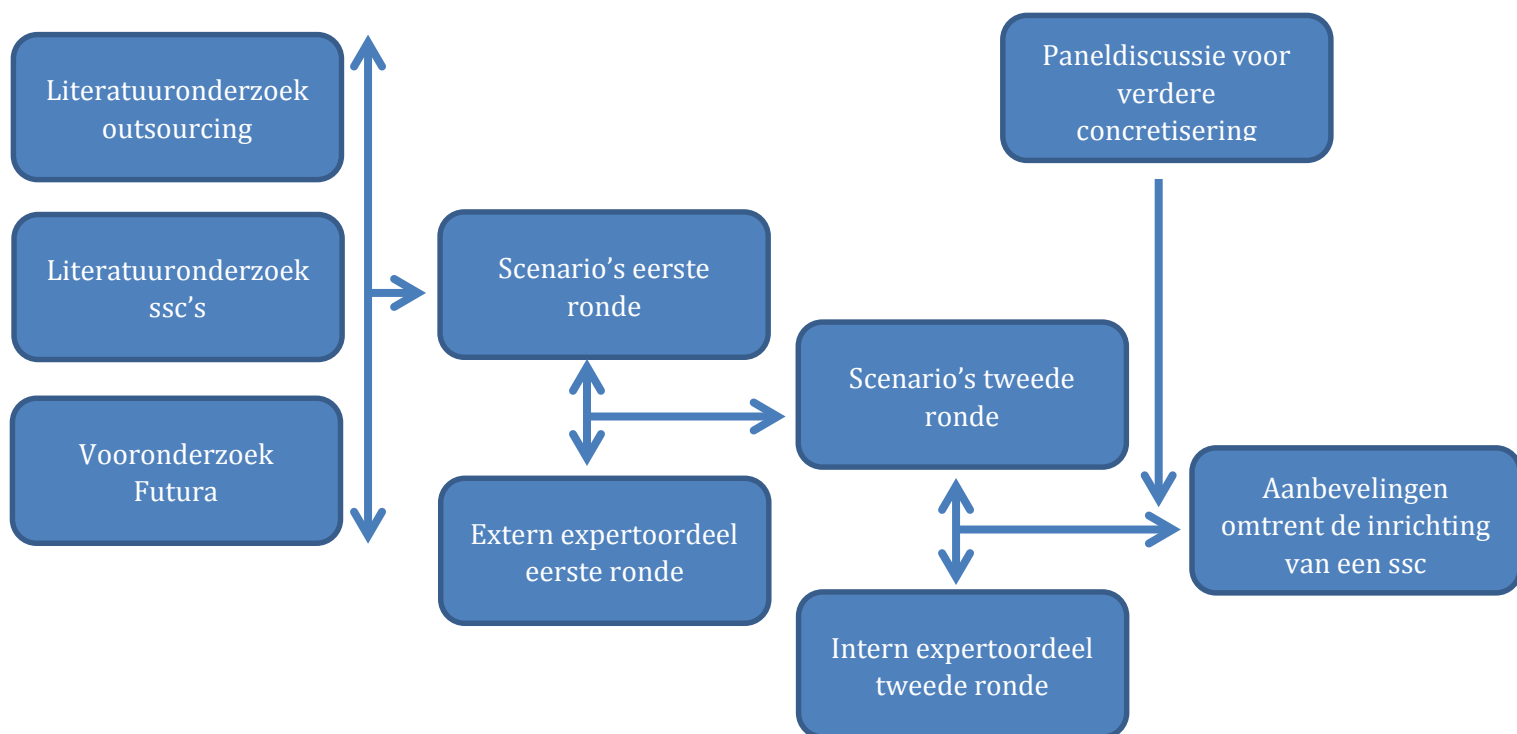 Literatuuronderzoek
outsourcing
Literatuuronderzoek
ssc’s
Vooronderzoek
Futura
Scenario’s eerste
ronde
Extern expertoordeel
eerste ronde
Scenario’s tweede
ronde
Intern expertoordeel
tweede ronde
Paneldiscussie voor
verdere
concretisering
Aanbevelingen
omtrent de inrichting
van een ssc